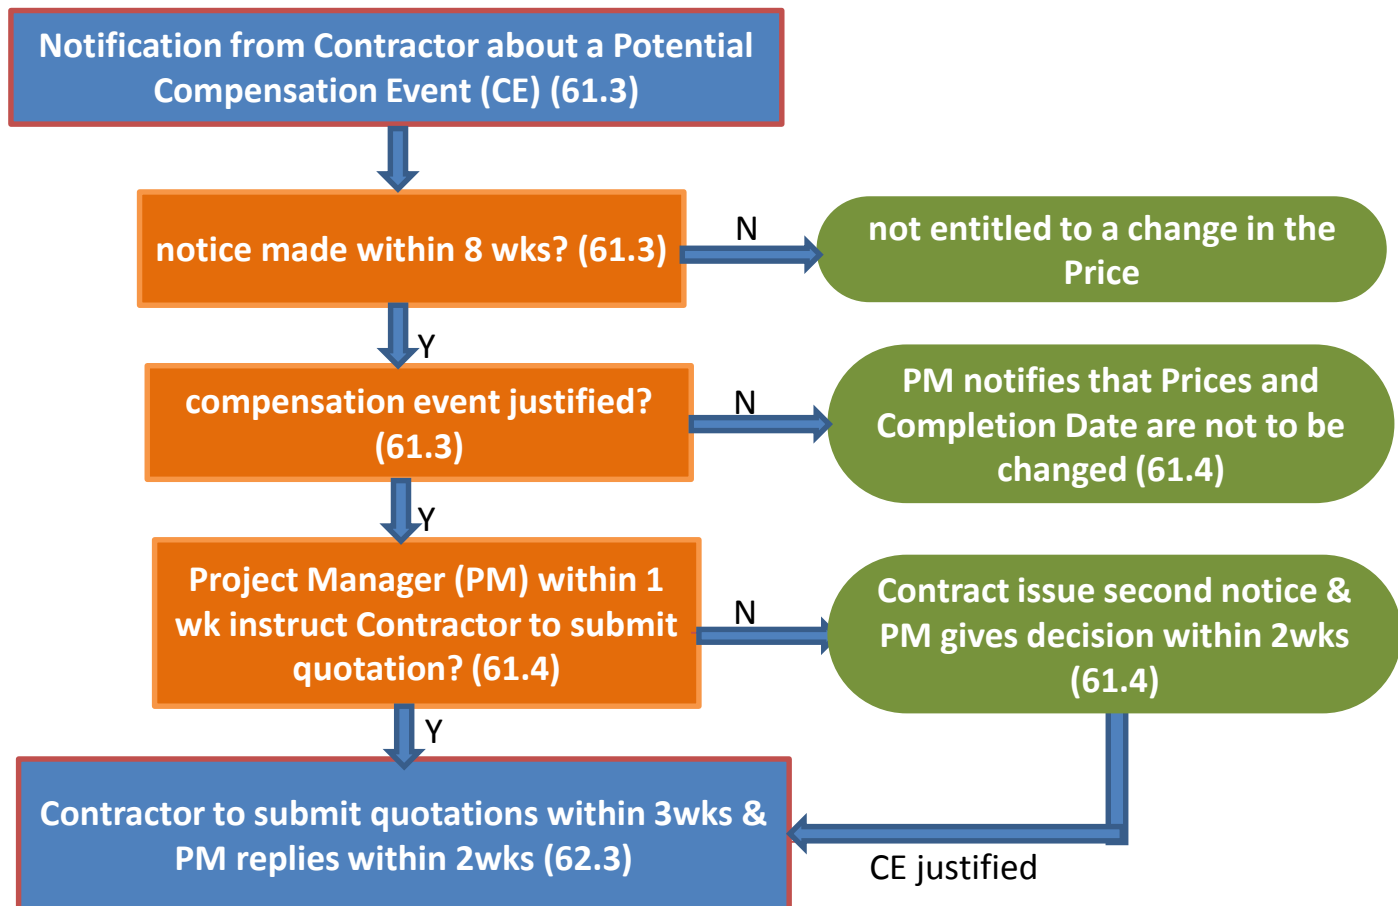 Notification from Contractor about a Potential
Compensation Event (CE) (61.3)
notice made within 8 wks? (61.3)
N
not entitled to a change in the
Price
Y
compensation event justified?
(61.3)
N
PM notifies that Prices and
Completion Date are not to be
changed (61.4)
Y
Project Manager (PM) within 1
wk instruct Contractor to submit
quotation? (61.4)
N
Contract issue second notice &
PM gives decision within 2wks
(61.4)
Y
Contractor to submit quotations within 3wks &
PM replies within 2wks (62.3)
CE justified